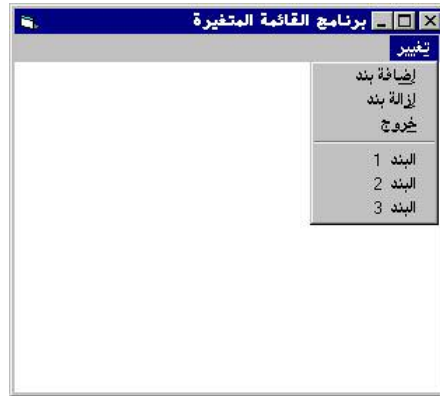 برنامج القائمة المتغيرة
تغيير
إضافة بند
إزالة بند
خروج
البند 1
البند 2
البند 3